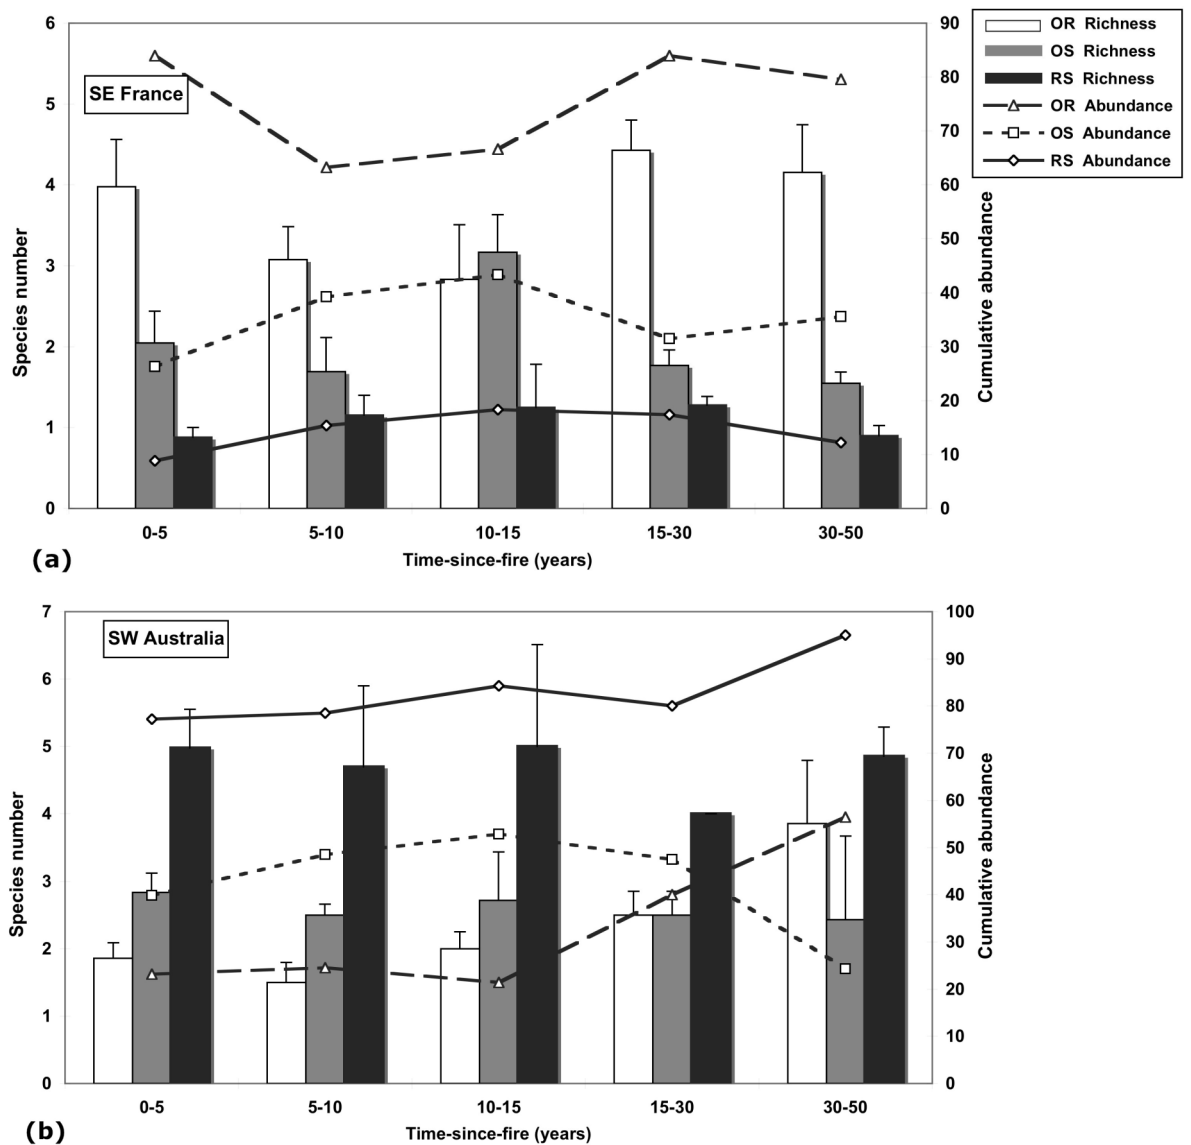 6
5
4
3
2
1
0
Species number
SE France
90
80
70
60
50
40
30
20
10
0
Cumulative abundance
OR Richness
OS Richness
RS Richness
OR Abundance
OS Abundance
RS Abundance
0-5 5-10 10-15 15-30 30-50
Time-since-fire (years)
(a)
7
6
5
4
3
2
1
0
Species number
SW Australia
100
90
80
70
60
50
40
30
20
10
0
Cumulative abundance
0-5 5-10 10-15 15-30 30-50
Time-since-fire (years)
(b)